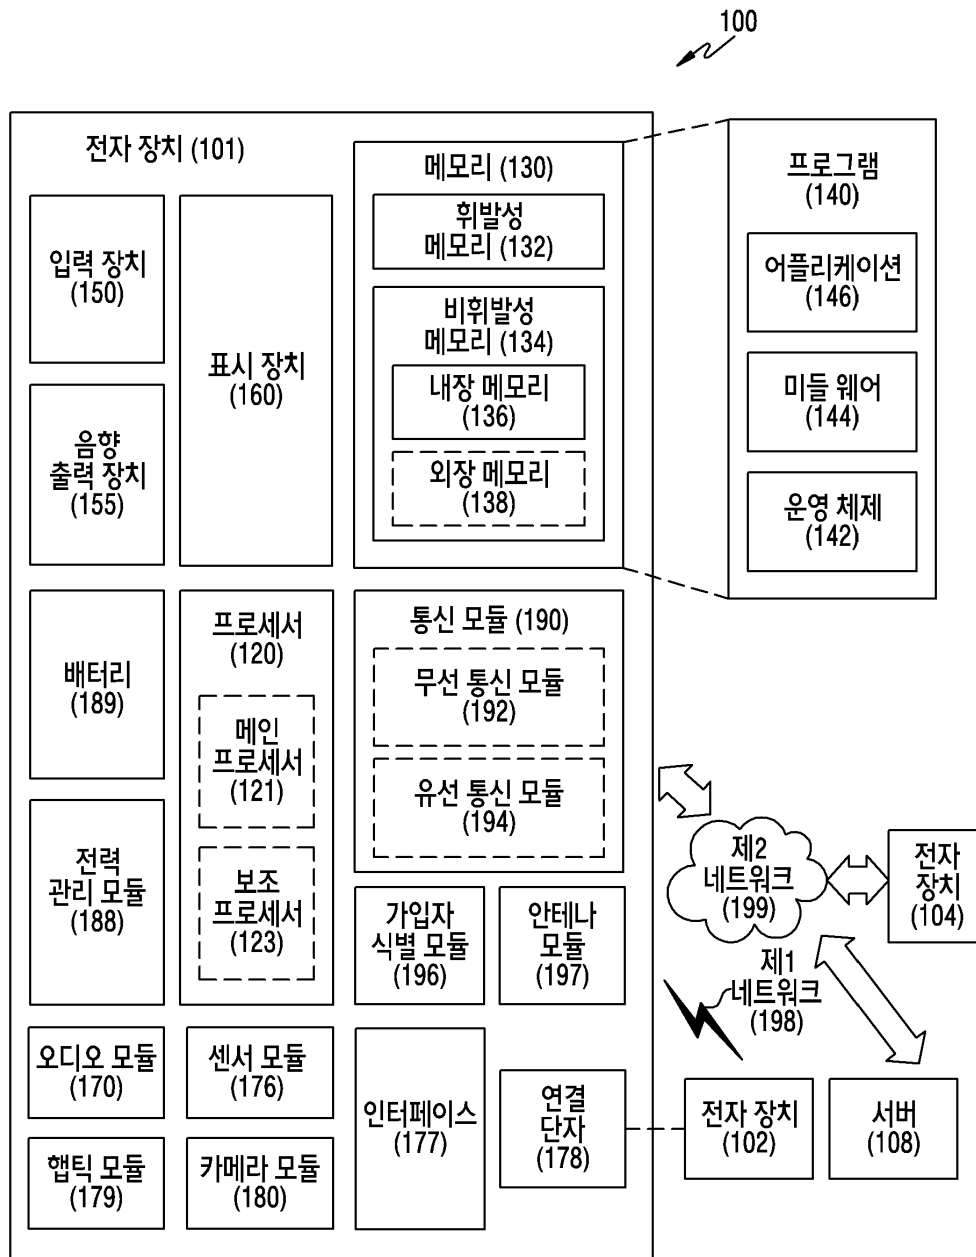 100
전자 장치 (101)
입력 장치
(150)
음향
출력 장치
(155)
표시 장치
(160)
메모리 (130)
휘발성
메모리 (132)
비휘발성
메모리 (134)
내장 메모리
(136)
외장 메모리
(138)
프로그램
(140)
어플리케이션
(146)
미들 웨어
(144)
운영 체제
(142)
배터리
(189)
전력
관리 모듈
(188)
프로세서
(120)
메인
프로세서
(121)
보조
프로세서
(123)
통신 모듈 (190)
무선 통신 모듈
(192)
유선 통신 모듈
(194)
가입자
식별 모듈
(196)
안테나
모듈
(197)
제2
네트워크
(199)
전자
장치
(104)
제1
네트워크
(198)
오디오 모듈
(170)
센서 모듈
(176)
햅틱 모듈
(179)
카메라 모듈
(180)
인터페이스
(177)
연결
단자
(178)
전자 장치
(102)
서버
(108)